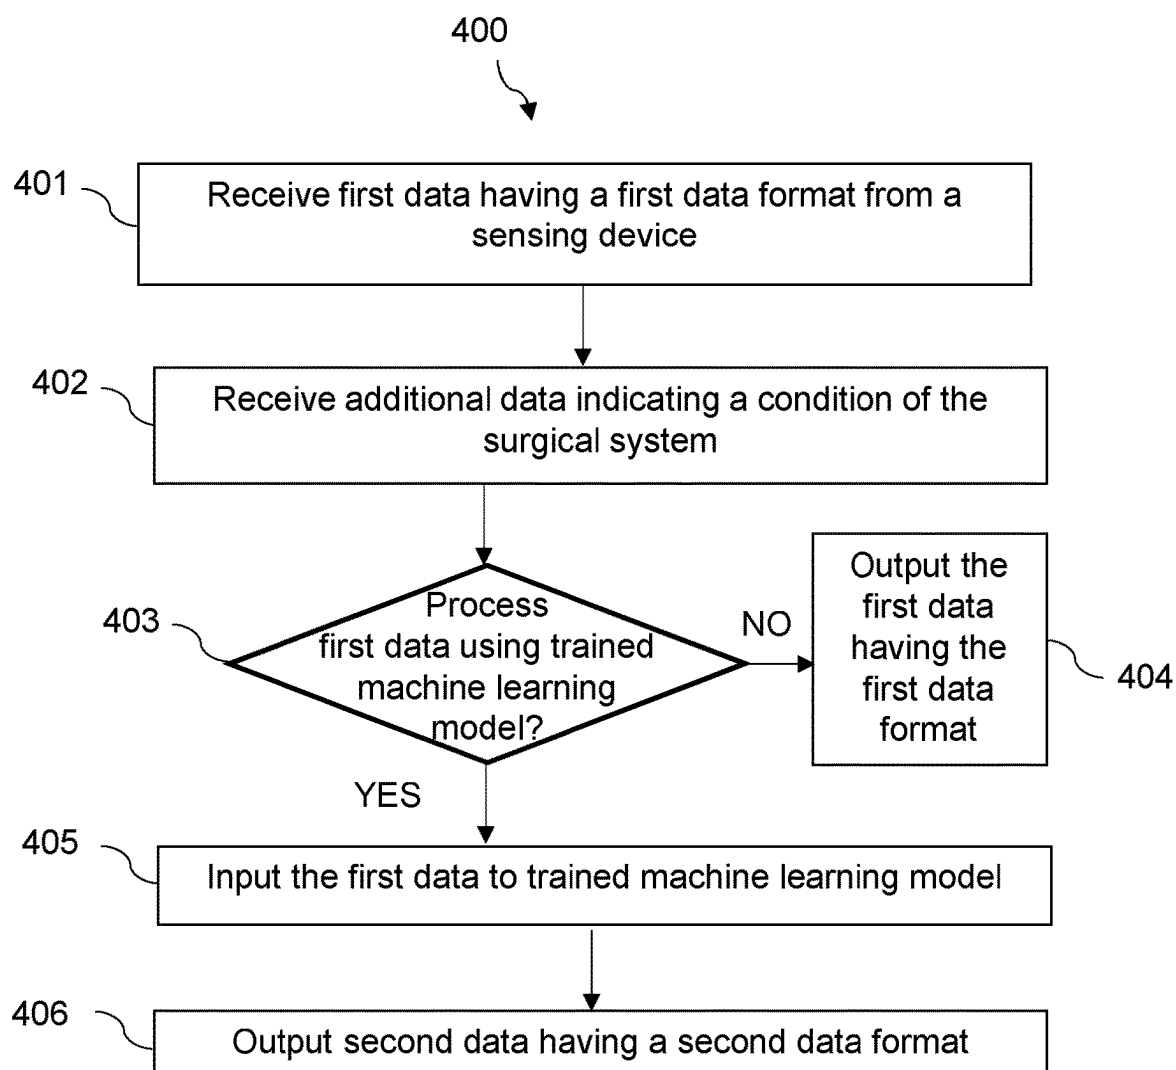 400
401
Receive first data having a first data format from a
sensing device
402
Receive additional data indicating a condition of the
surgical system
403
Process
first data using trained
machine learning
model?
NO
Output the
first data
having the
first data
format
404
YES
405
Input the first data to trained machine learning model
406
Output second data having a second data format